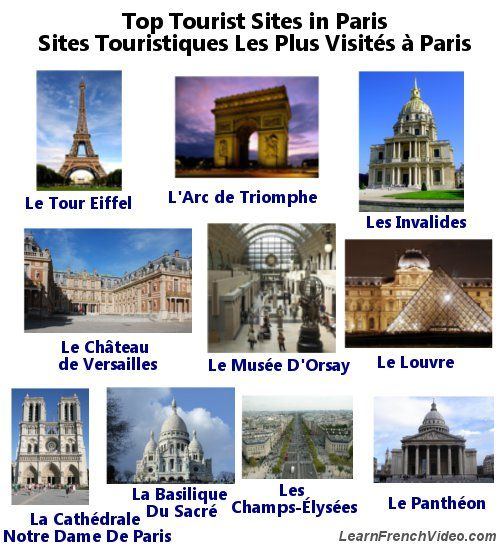 Top Tourist Sites in Paris
Sites Touristiques Les Plus Visités à Paris
Le Tour Eiffel
L'Arc de Triomphe
Les Invalides
Le Château
de Versailles
Le Musée D'Orsay
Le Louvre
La Cathédrale
Notre Dame De Paris
La Basilique
Du Sacré
Les
Champs-Élysées
Le Panthéon
LearnFrenchVideo.com